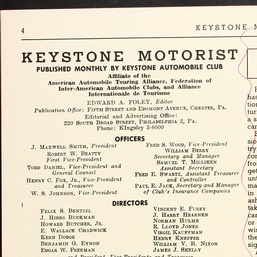 4
KEYSTONE M
KEYSTONE MOTORIST
PUBLISHED MONTHLY BY KEYSTONE AUTOMOBILE CLUB
Affiliate of the
American Automobile Touring Alliance, Federation of
Inter-American Automobile Clubs, and Alliance
Internationale de Tourisme
EDWARD A. FOLEY, Editor
Publication Office: FIFTH STREET AND EDGMONT AVENUE, CHESTER, PA.
Editorial and Advertising Office:
220 SOUTH BROAD STREET, PHILADELPHIA 2, PA.
Phone: Kingsley 5-6000
OFFICERS
J. MAXWELL SMITH, President
ROBERT W. BEATTY
First Vice-President
TODD DANIEL, Vice-President and
General Counsel
HENRY C. FOX, JR., Vice-President
and Treasurer
W. S. JOHNSON, Vice-President
FRED S. WOOD, Vice-President
WILLIAM BERRY
Secretary and Manager
SAMUEL T. MILLIKEN
Assistant Secretary
FRED E. SWARTZ, Assistant Treasurer
and Controller
PAUL E. JACK, Secretary and Manager
of Club's Insurance Companies
DIRECTORS
FELIX S. BENTZEL
J. HIBBS BUCKMAN
HOWARD BUTCHER, JR.
E. WALLACE CHADWICK
KERN DODGE
BENJAMIN G. EYNON
EDGAR W. FREEMAN
VINCENT E. FUREY
J. HARRY HEARNEN
NORMAN HULME
R. LLOYD JONES
VIRGIL KAUFFMAN
HENRY KNEPPER
WILLIAM V. B. NIXON
JAMES J. SKELLY